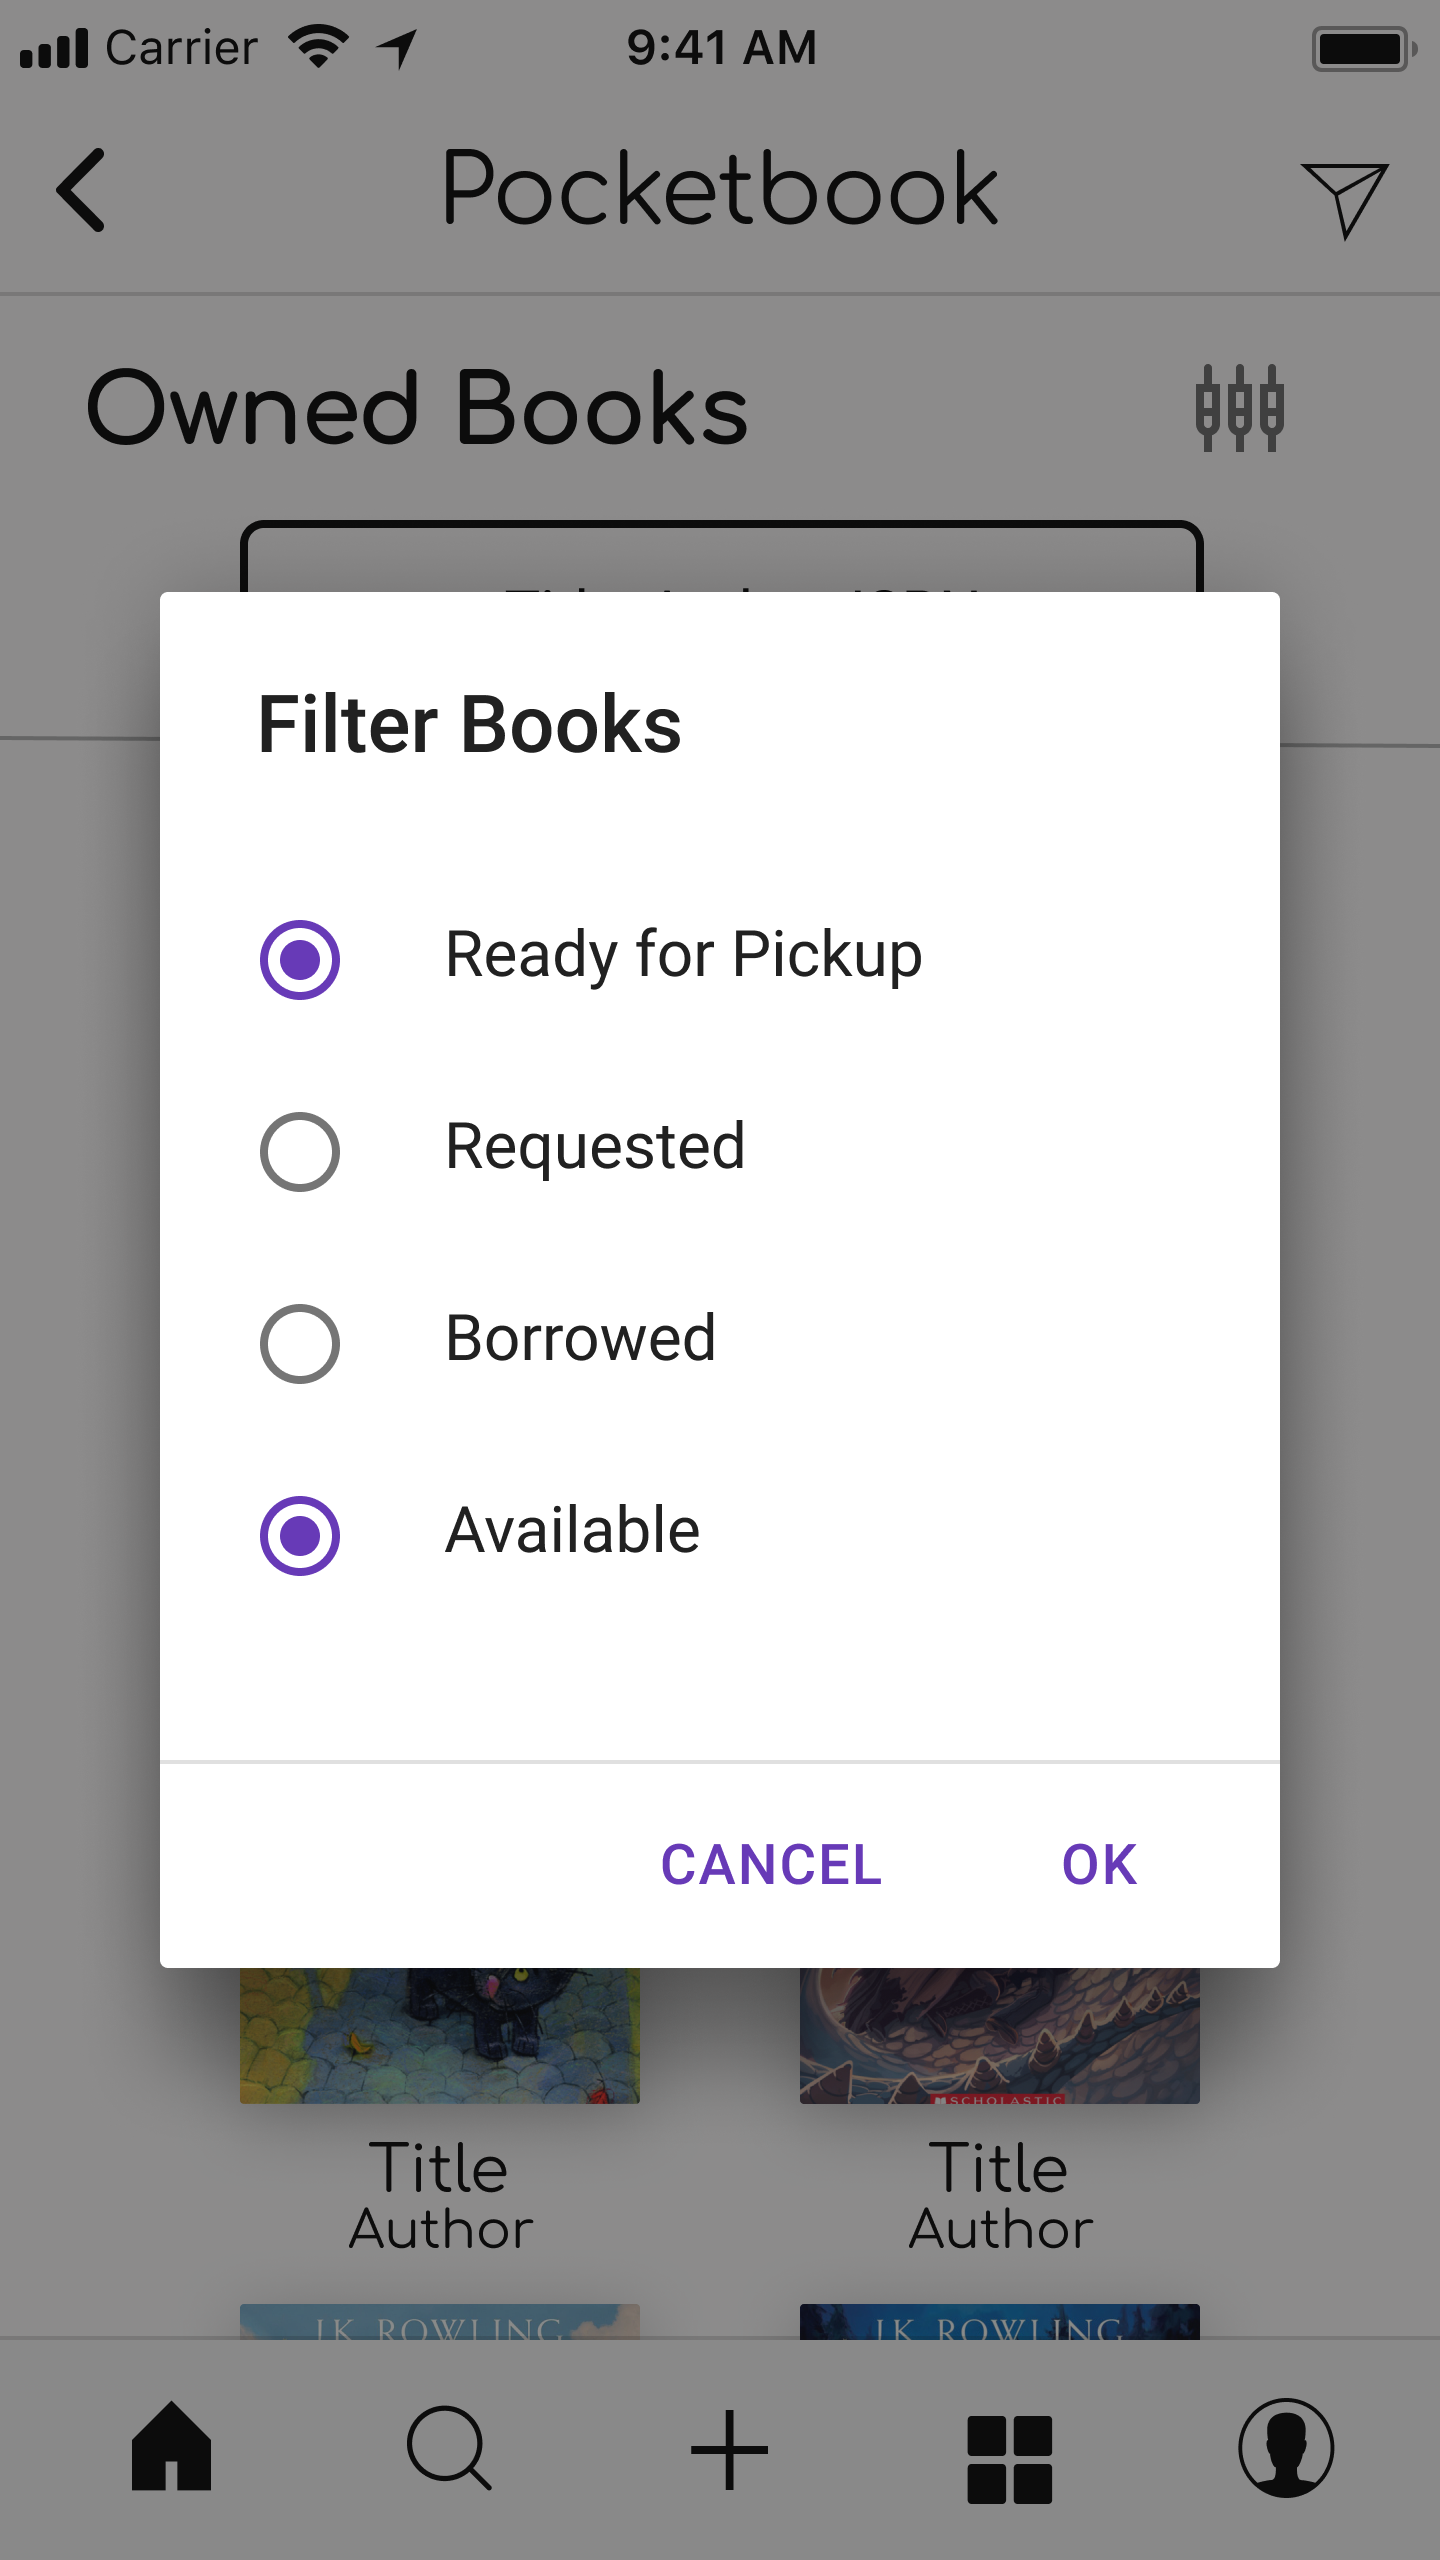 Carrier 9:41 AM
Pocketbook
Owned Books
Filter Books
Ready for Pickup
Requested
Borrowed
Available
CANCEL OK
SCHOLASTIC
Title Title
Author Author
J.K. ROWLING J.K. ROWLING